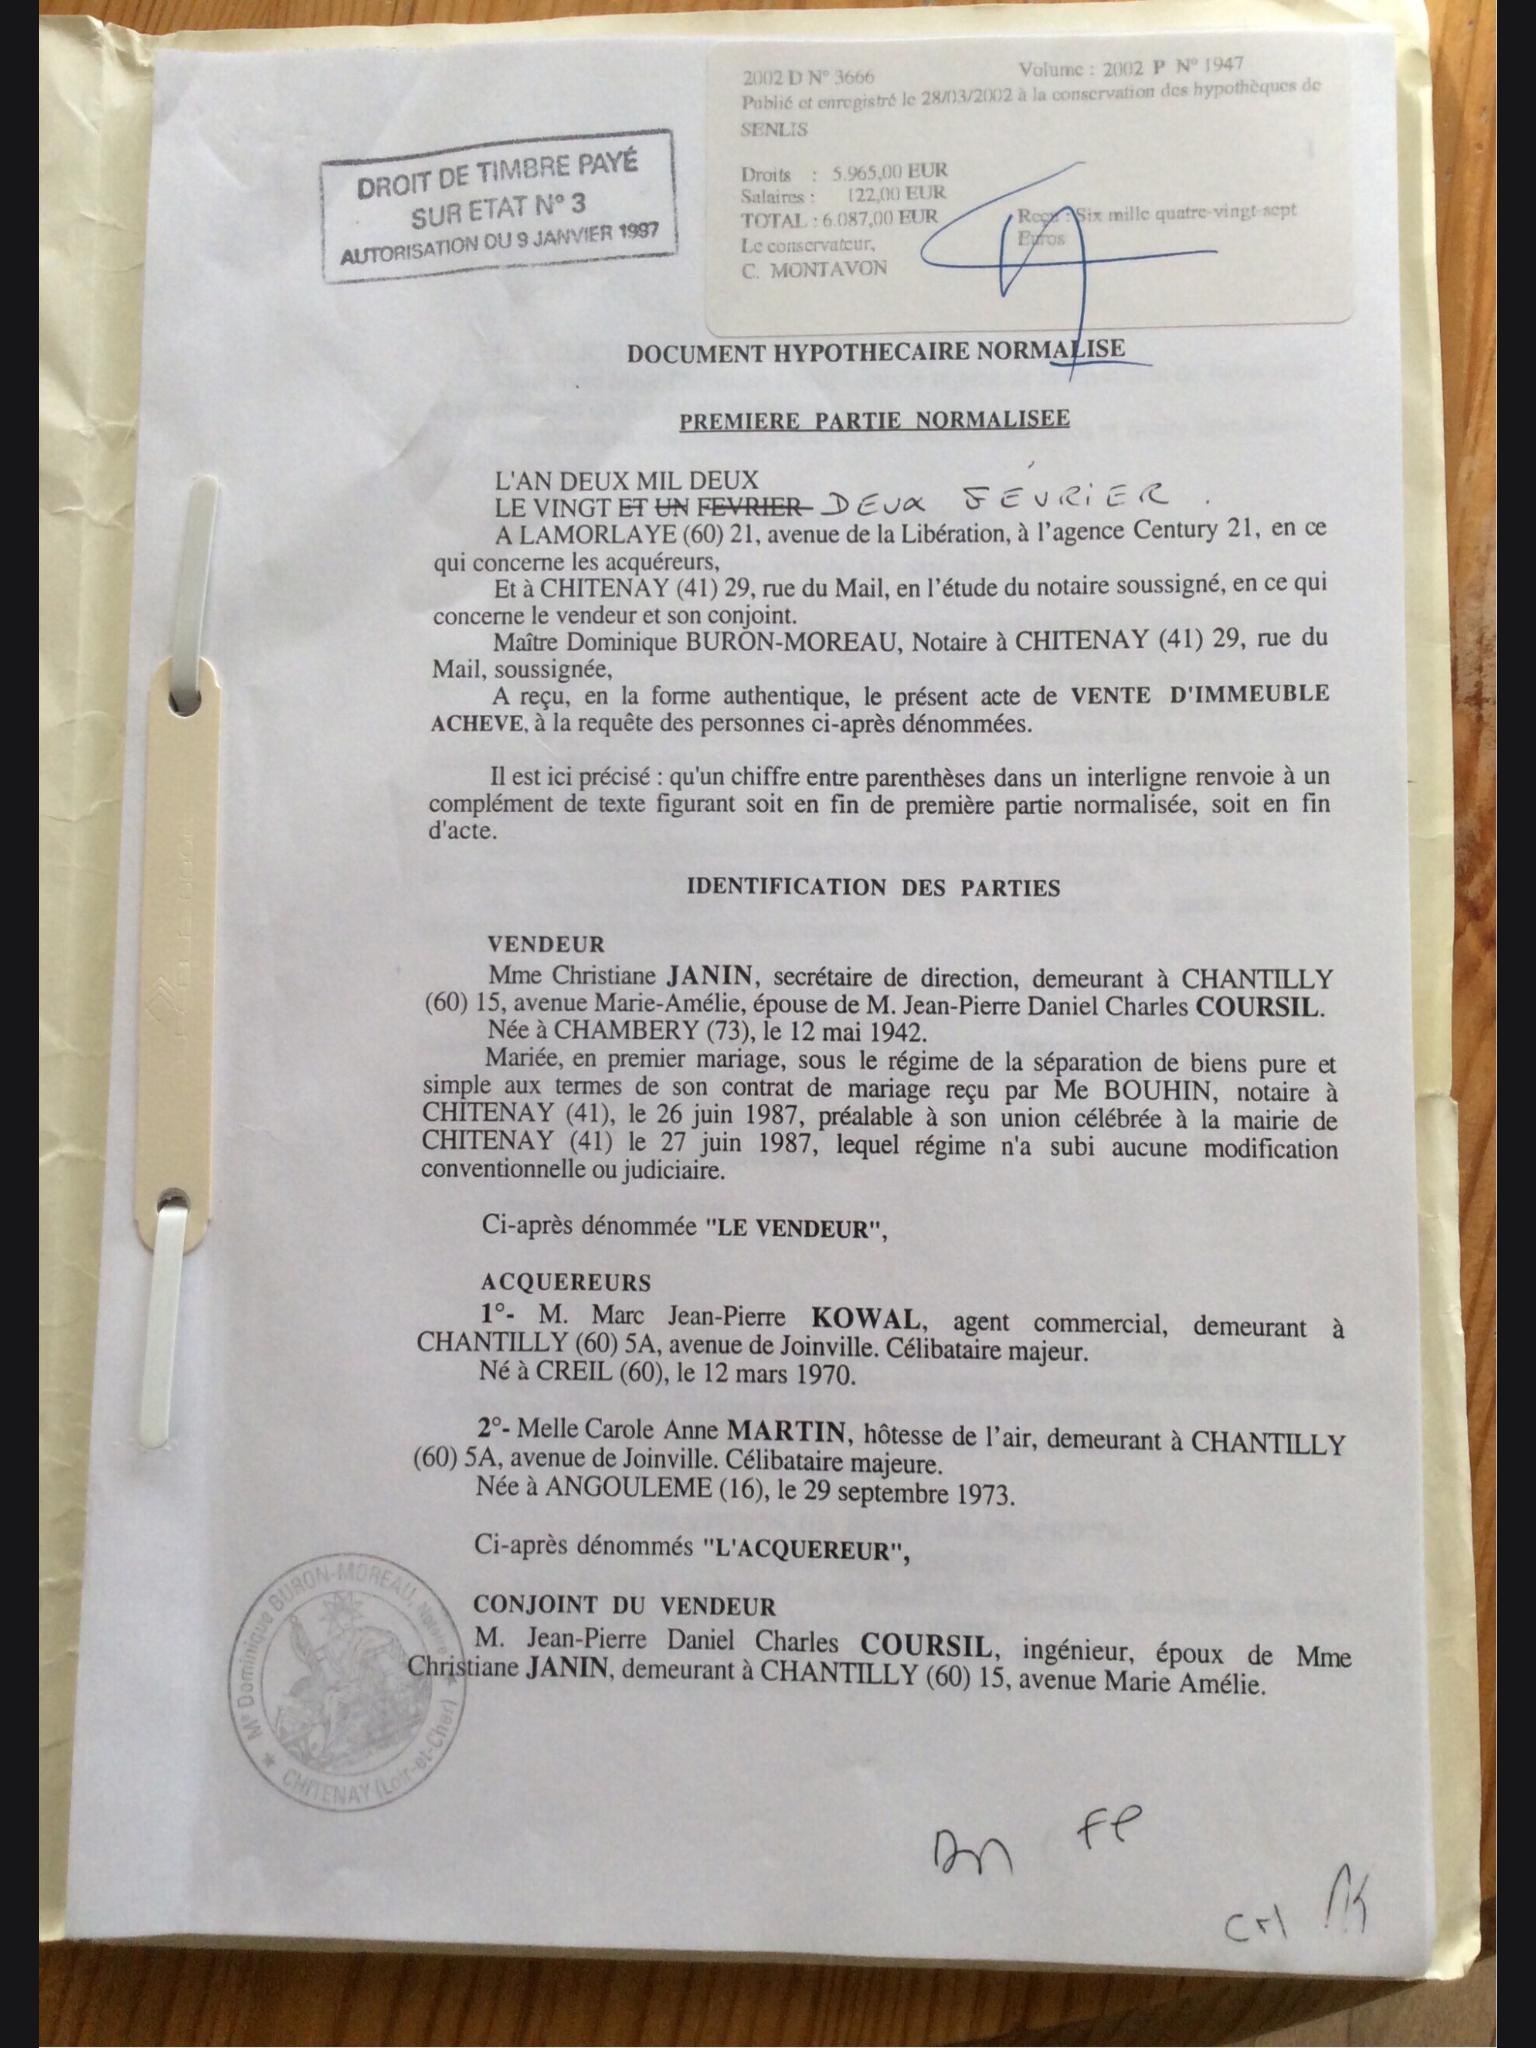 2002 D N° 3666 Volume : 2002 P N° 1947
Publié et enregistré le 28/03/2002 à la conservation des hypothèques de
SENLIS
Droits : 5.965,00 EUR
Salaires : 122,00 EUR
TOTAL : 6.087,00 EUR Reçu : Six mille quatre-vingt-sept
Euros
Le conservateur,
C. MONTAVON
DROIT DE TIMBRE PAYÉ
SUR ETAT N° 3
AUTORISATION DU 9 JANVIER 1997
DOCUMENT HYPOTHECAIRE NORMALISE
PREMIERE PARTIE NORMALISEE
L'AN DEUX MIL DEUX
LE VINGT ET UN FEVRIER DEUX FÉVRIER.
A LAMORLAYE (60) 21, avenue de la Libération, à l'agence Century 21, en ce
qui concerne les acquéreurs,
Et à CHITENAY (41) 29, rue du Mail, en l'étude du notaire soussigné, en ce qui
concerne le vendeur et son conjoint.
Maître Dominique BURON-MOREAU, Notaire à CHITENAY (41) 29, rue du
Mail, soussignée,
A reçu, en la forme authentique, le présent acte de VENTE D'IMMEUBLE
ACHEVE, à la requête des personnes ci-après dénommées.
Il est ici précisé : qu'un chiffre entre parenthèses dans un interligne renvoie à un
complément de texte figurant soit en fin de première partie normalisée, soit en fin
d'acte.
IDENTIFICATION DES PARTIES
VENDEUR
Mme Christiane JANIN, secrétaire de direction, demeurant à CHANTILLY
(60) 15, avenue Marie-Amélie, épouse de M. Jean-Pierre Daniel Charles COURSIL.
Née à CHAMBERY (73), le 12 mai 1942.
Mariée, en premier mariage, sous le régime de la séparation de biens pure et
simple aux termes de son contrat de mariage reçu par Me BOUHIN, notaire à
CHITENAY (41), le 26 juin 1987, préalable à son union célébrée à la mairie de
CHITENAY (41) le 27 juin 1987, lequel régime n'a subi aucune modification
conventionnelle ou judiciaire.
Ci-après dénommée "LE VENDEUR",
ACQUEREURS
1°- M. Marc Jean-Pierre KOWAL, agent commercial, demeurant à
CHANTILLY (60) 5A, avenue de Joinville. Célibataire majeur.
Né à CREIL (60), le 12 mars 1970.
2°- Melle Carole Anne MARTIN, hôtesse de l'air, demeurant à CHANTILLY
(60) 5A, avenue de Joinville. Célibataire majeure.
Née à ANGOULEME (16), le 29 septembre 1973.
Ci-après dénommés "L'ACQUEREUR",
CONJOINT DU VENDEUR
M. Jean-Pierre Daniel Charles COURSIL, ingénieur, époux de Mme
Christiane JANIN, demeurant à CHANTILLY (60) 15, avenue Marie Amélie.
Me Dominique BURON-MOREAU, Notaire
CHITENAY (Loir-et-Cher)